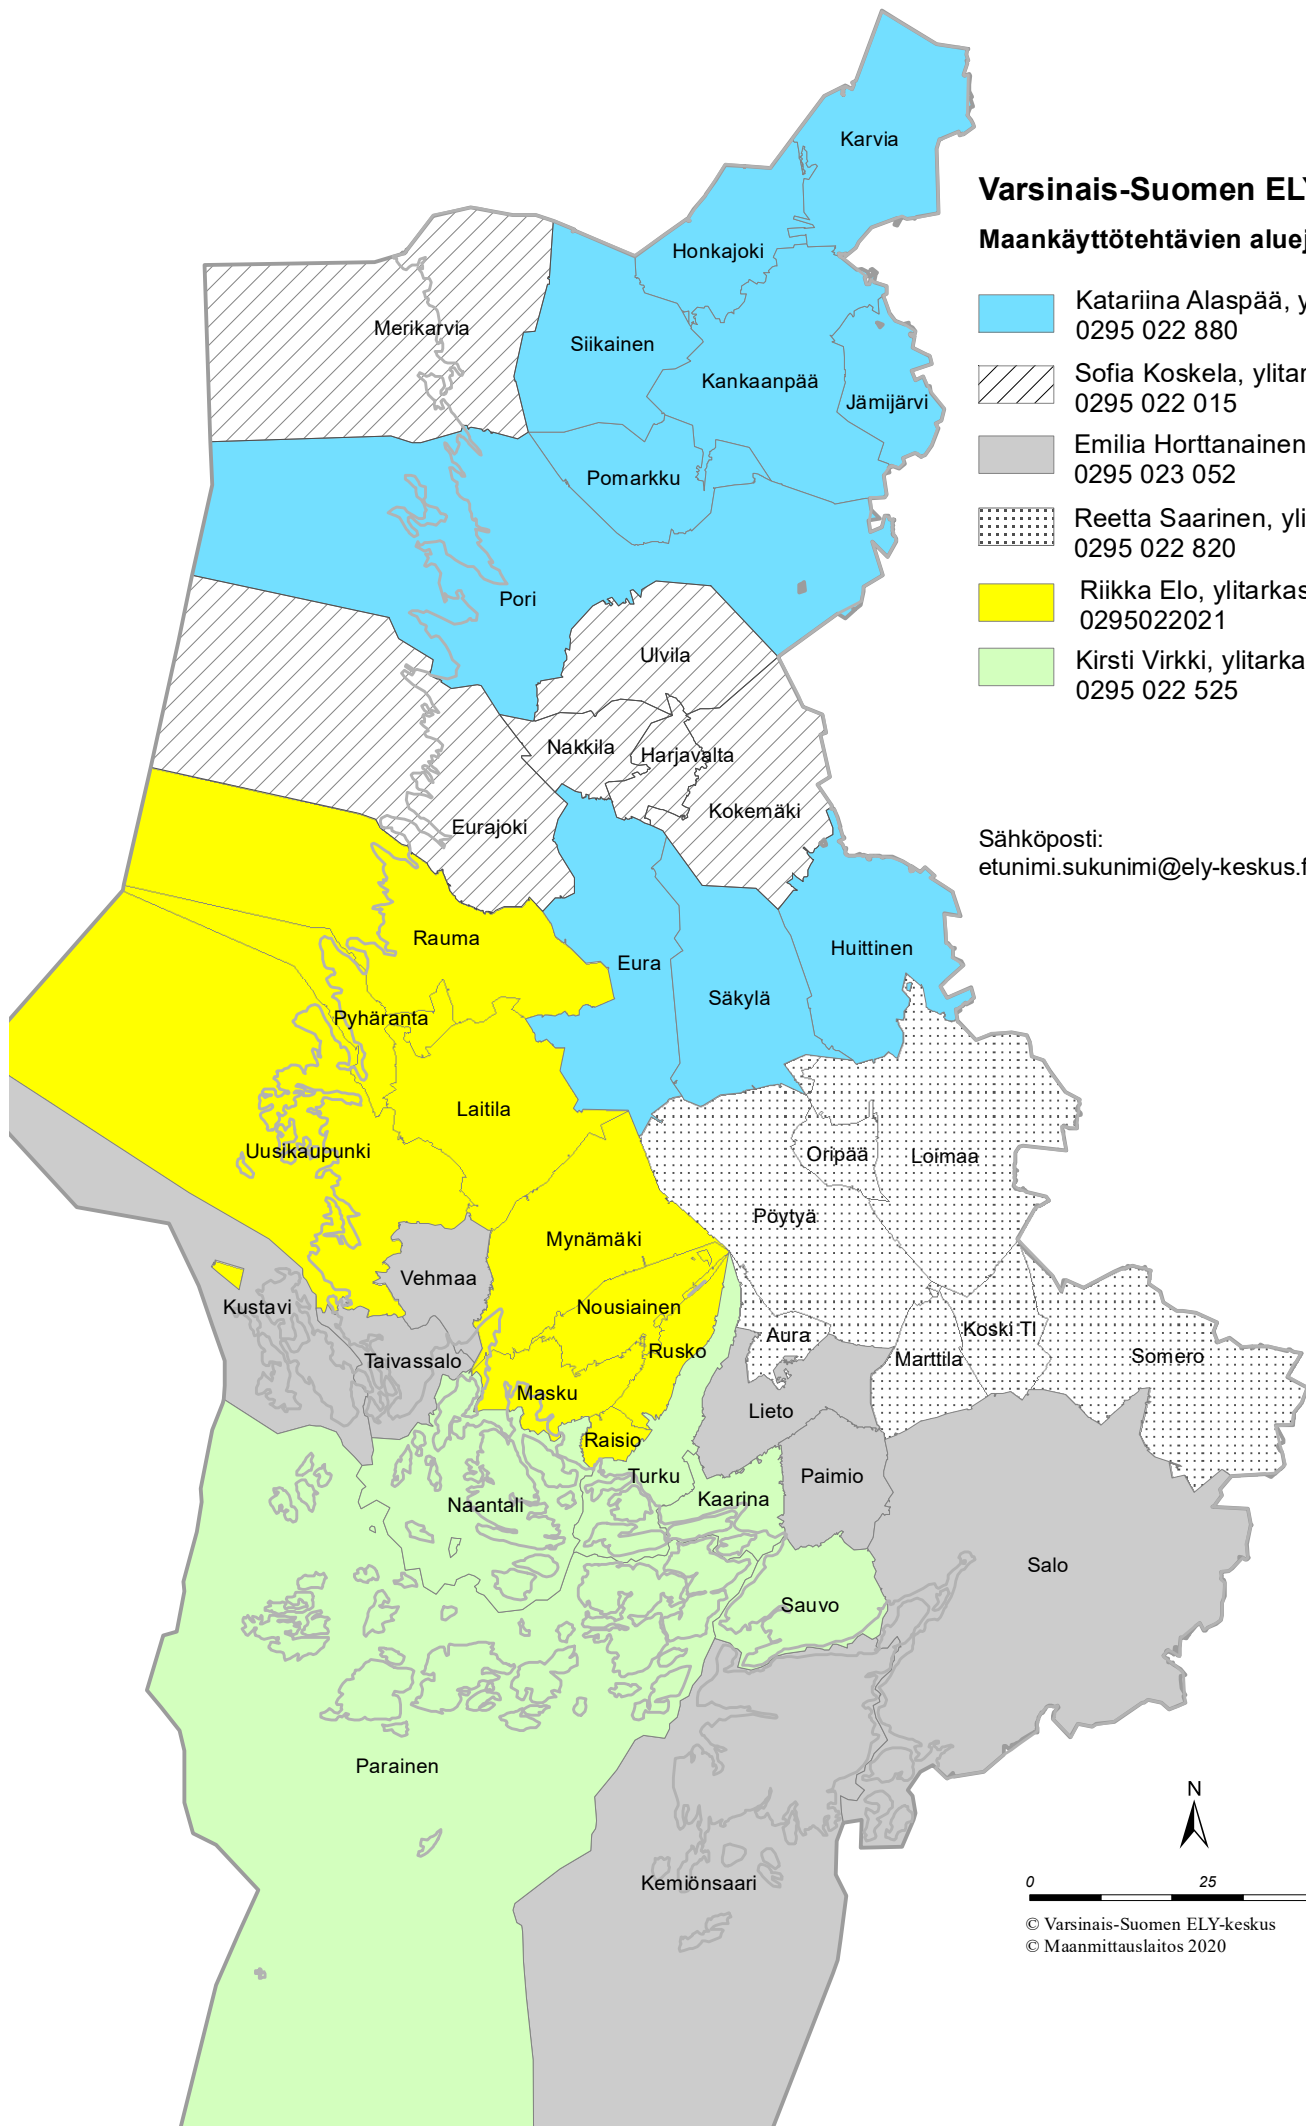 Karvia
Varsinais-Suomen ELY
Maankäyttötehtävien aluej
Honkajoki
Katariina Alaspää, y
0295 022 880
Merikarvia
Siikainen
Kankaanpää
Jämijärvi
Sofia Koskela, ylitar
0295 022 015
Emilia Horttanainen
0295 023 052
Pomarkku
Reetta Saarinen, yli
0295 022 820
Pori
Riikka Elo, ylitarkas
0295022021
Ulvila
Kirsti Virkki, ylitarka
0295 022 525
Nakkila
Harjavalta
Kokemäki
Eurajoki
Sähköposti:
etunimi.sukunimi@ely-keskus.f
Rauma
Eura
Huittinen
Säkylä
Pyhäranta
Laitila
Uusikaupunki
Oripää
Loimaa
Pöytyä
Mynämäki
Vehmaa
Kustavi
Nousiainen
Aura
Koski Tl
Rusko
Marttila
Somero
Taivassalo
Masku
Lieto
Raisio
Turku
Paimio
Naantali
Kaarina
Salo
Sauvo
Parainen
N
Kemiönsaari
0 25
© Varsinais-Suomen ELY-keskus
© Maanmittauslaitos 2020